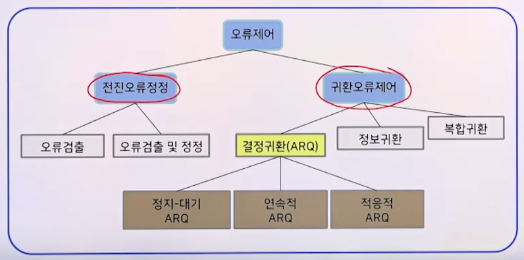 오류제어
전진오류정정
귀환오류제어
오류검출
오류검출 및 정정
결정귀환(ARQ)
정보귀환
복합귀환
정지-대기
ARQ
연속적
ARQ
적응적
ARQ